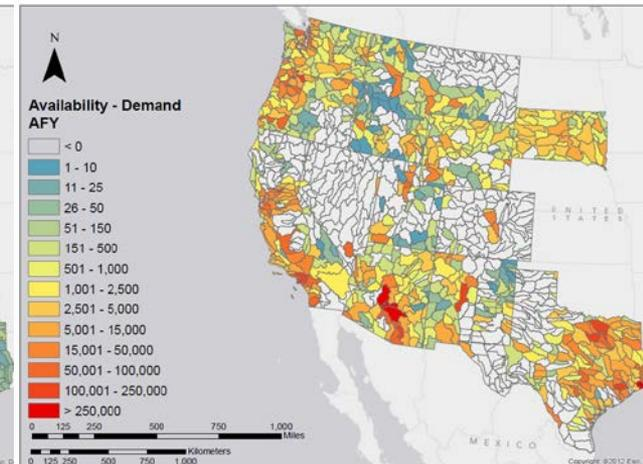 N
Availability - Demand
AFY
< 0
1 - 10
11 - 25
26 - 50
51 - 150
151 - 500
501 - 1,000
1,001 - 2,500
2,501 - 5,000
5,001 - 15,000
15,001 - 50,000
50,001 - 100,000
100,001 - 250,000
> 250,000
0 125 250 500 750 1,000
Miles
Kilometers
0 125 250 500 750 1,000
UNITED
STATES
MEXICO
Copyright:©2012 Esri